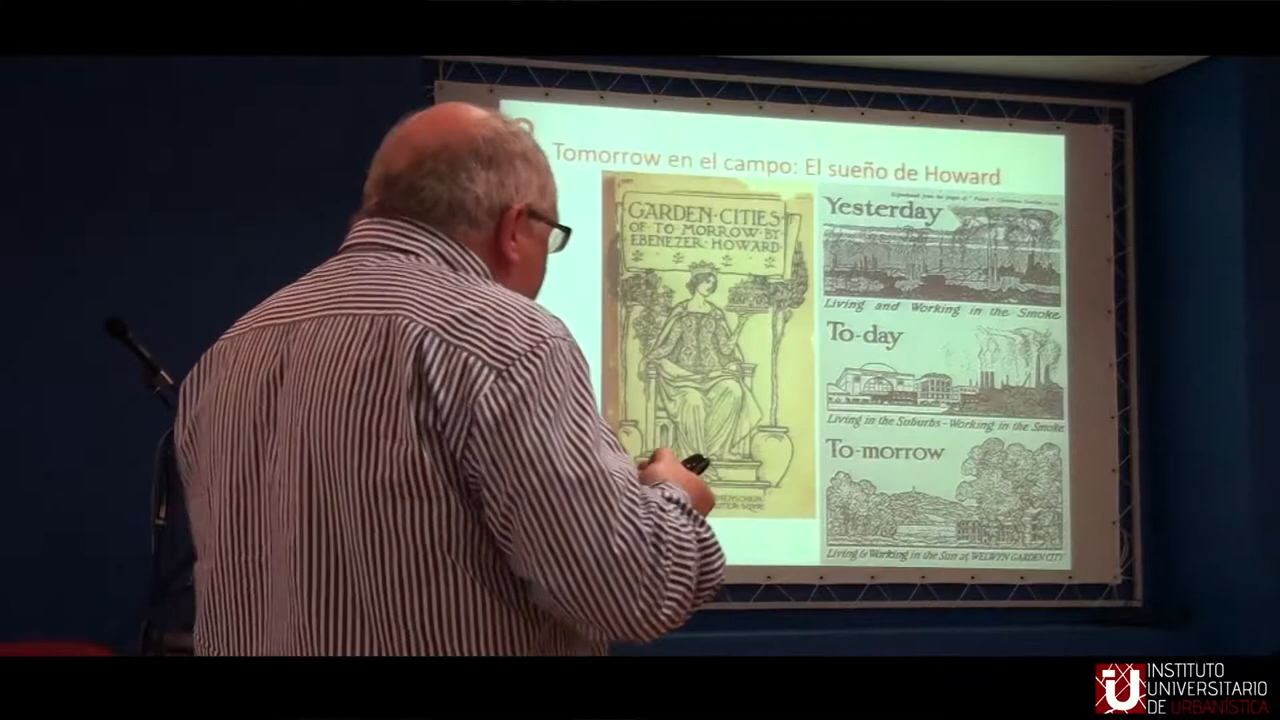 Tomorrow en el campo: El sueño de Howard
GARDEN·CITIES
OF TO MORROW·BY
EBENEZER·HOWARD
Yesterday
Living and Working in the Smoke
To-day
Living in the Suburbs - Working in the Smoke
To-morrow
Living & Working in the Sun at WELWYN GARDEN CITY
INSTITUTO
UNIVERSITARIO
DE URBANÍSTICA